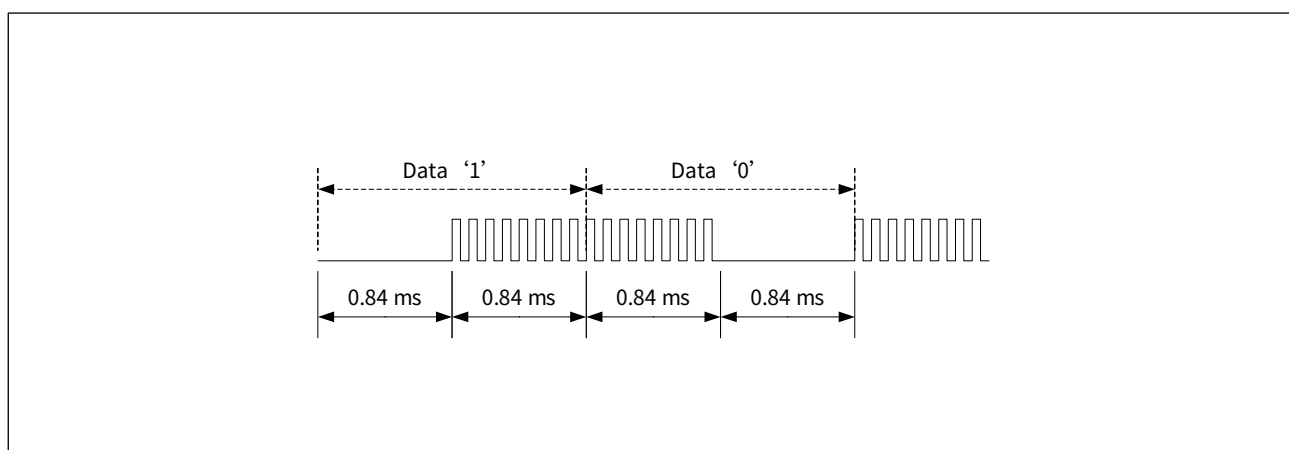 Data ‘1’ Data ‘0’
0.84 ms 0.84 ms 0.84 ms 0.84 ms